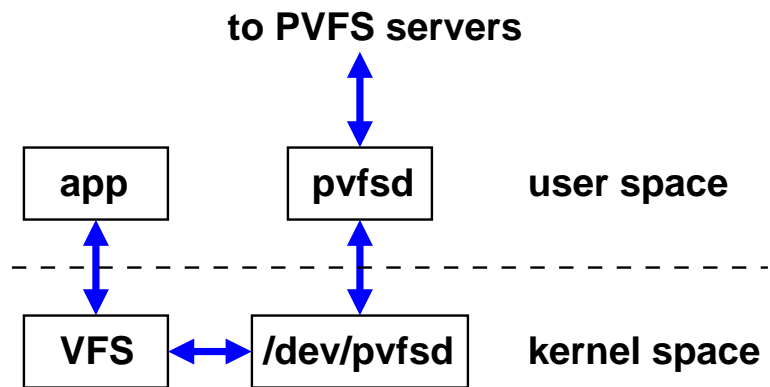 to PVFS servers
app
pvfsd
user space
VFS
/dev/pvfsd
kernel space